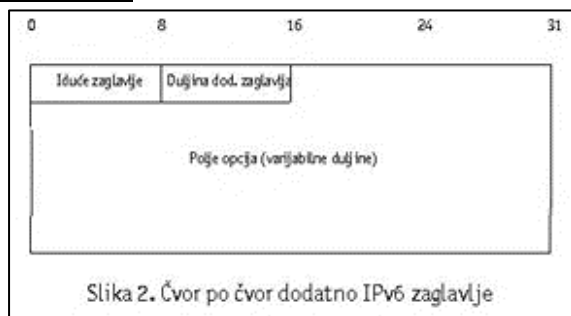 0 8 16 24 31
Iduće zaglavlje Duljina dod. zaglavlja
Polje opcija (varijabilne duljine)
Slika 2. Čvor po čvor dodatno IPv6 zaglavlje